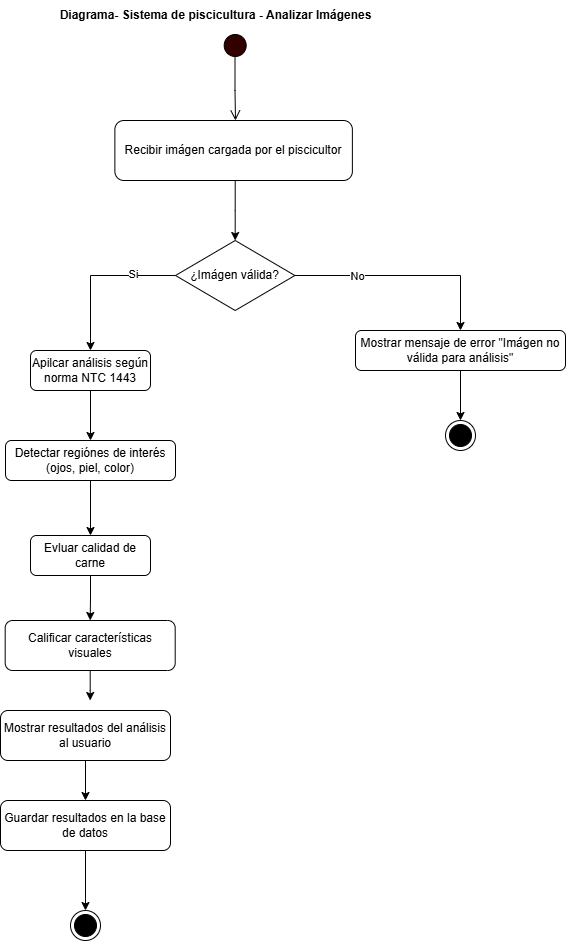 Diagrama- Sistema de piscicultura - Analizar Imágenes
Recibir imágen cargada por el piscicultor
¿Imágen válida?
Si
No
Mostrar mensaje de error "Imágen no
válida para análisis"
Apilcar análisis según
norma NTC 1443
Detectar regiónes de interés
(ojos, piel, color)
Evluar calidad de
carne
Calificar características
visuales
Mostrar resultados del análisis
al usuario
Guardar resultados en la base
de datos